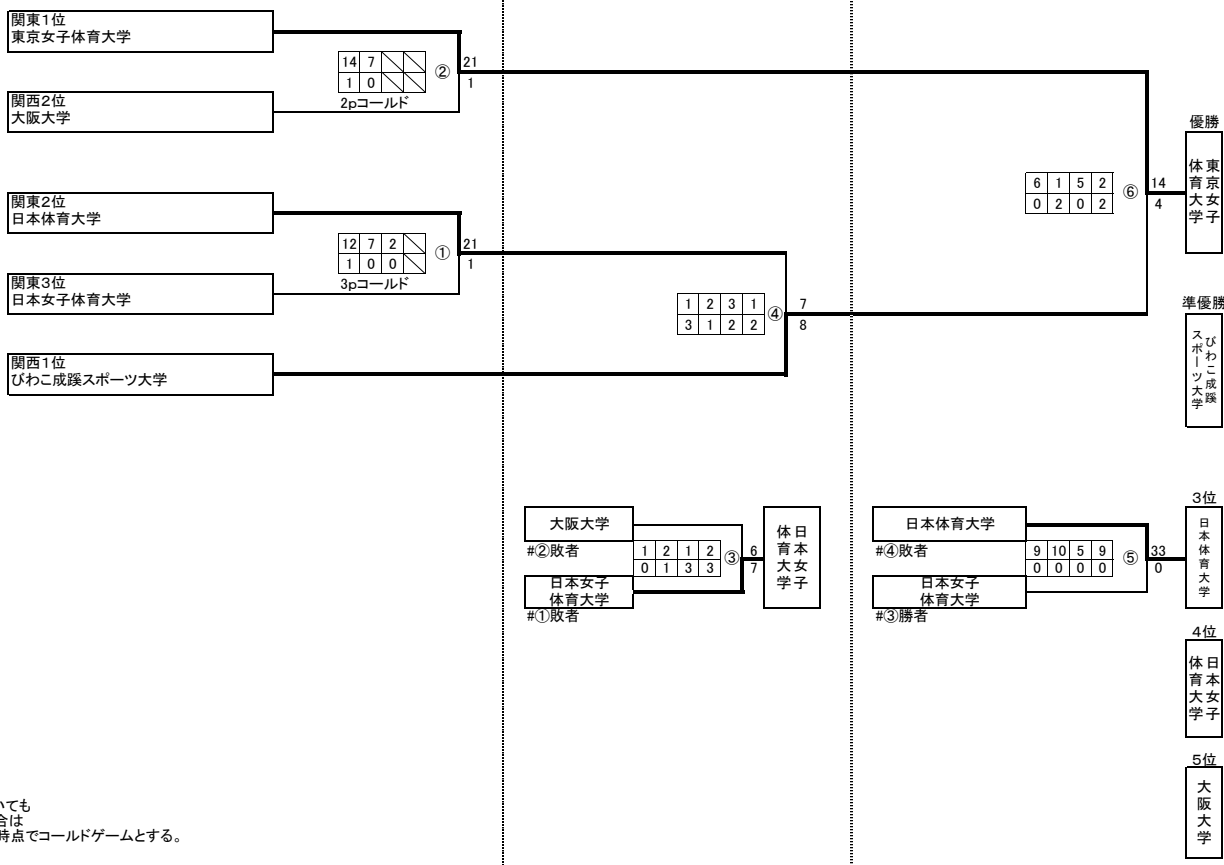 関東1位
東京女子体育大学
14 7
1 0
②
21
1
2pコールド
関西2位
大阪大学
関東2位
日本体育大学
12 7 2
1 0 0
①
21
1
3pコールド
関東3位
日本女子体育大学
関西1位
びわこ成蹊スポーツ大学
1 2 3 1
3 1 2 2
④
7
8
6 1 5 2
0 2 0 2
⑥
14
4
優勝
東京女子
体育大学
準優勝
びわこ成蹊
スポーツ大学
大阪大学
#②敗者
1 2 1 2
0 1 3 3
③
6
7
日本女子
体育大学
#①敗者
日本女子
体育大学
日本体育大学
#④敗者
9 10 5 9
0 0 0 0
⑤
33
0
日本女子
体育大学
#③勝者
3位
日本体育大学
4位
日本女子
体育大学
5位
大阪大学
いても
合は
時点でコールドゲームとする。